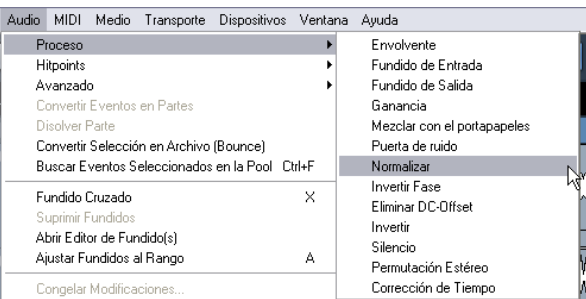 Audio MIDI Medio Transporte Dispositivos Ventana Ayuda
Proceso
Hitpoints
Avanzado
Convertir Eventos en Partes
Disolver Parte
Convertir Selección en Archivo (Bounce)
Buscar Eventos Seleccionados en la Pool Ctrl+F
Fundido Cruzado X
Suprimir Fundidos
Abrir Editor de Fundido(s)
Ajustar Fundidos al Rango A
Congelar Modificaciones...
Envolvente
Fundido de Entrada
Fundido de Salida
Ganancia
Mezclar con el portapapeles
Puerta de ruido
Normalizar
Invertir Fase
Eliminar DC-Offset
Invertir
Silencio
Permutación Estéreo
Corrección de Tiempo